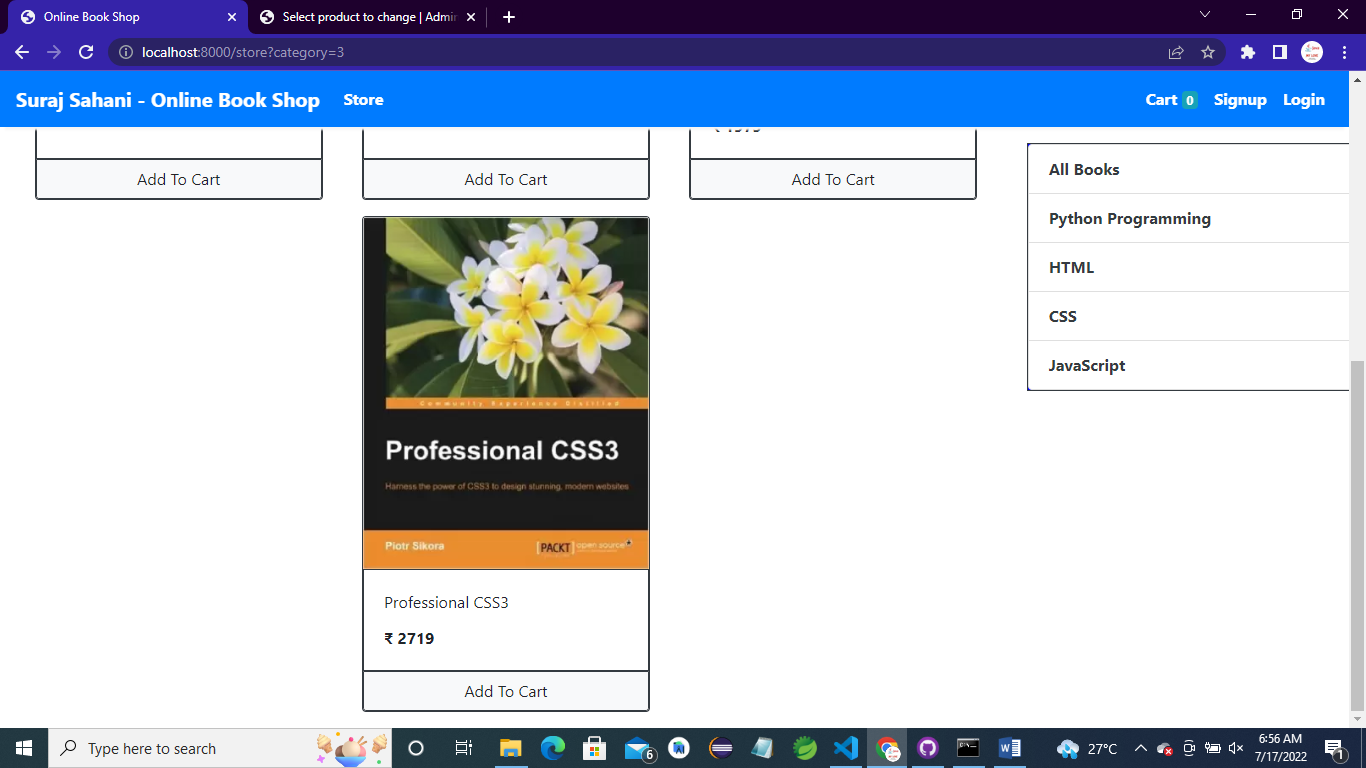 Online Book Shop
Select product to change | Admin
localhost:8000/store?category=3
Suraj Sahani - Online Book Shop
Store
Cart 0
Signup
Login
Add To Cart
Add To Cart
Add To Cart
All Books
Python Programming
HTML
CSS
JavaScript
Community Experience Distilled
Professional CSS3
Harness the power of CSS3 to design stunning, modern websites
Piotr Sikora
[PACKT] open source*
Professional CSS3
₹ 2719
Add To Cart
Type here to search
6
27°C
6:56 AM
7/17/2022
1